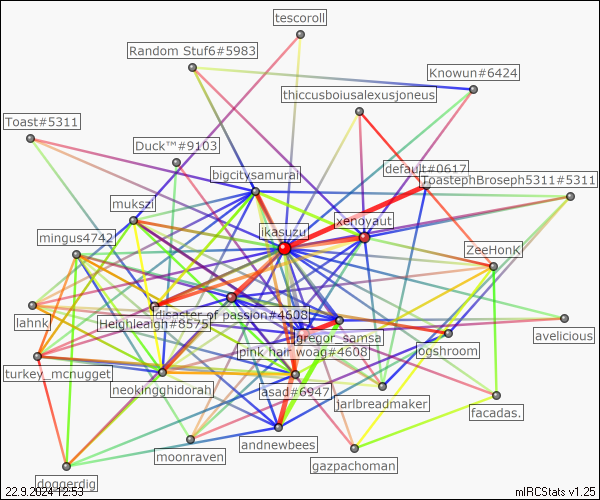 tescoroll
Random Stuf6#5983
Knowun#6424
thiccusboiusalexusjoneus
Toast#5311
Duck™#9103
default#0617
bigcitysamurai
ToastephBroseph5311#5311
mukszi
xenoyaut
ikasuzu
mingus4742
ZeeHonK
lahnk
disaster of passion#4608
Heighleaigh#8575
avelicious
gregor_samsa
pink hair woag#4608
ogshroom
turkey_mcnugget
neokingghidorah
asad#6947
jarlbreadmaker
facadas.
andnewbees
moonraven
gazpachoman
doggerdig
22.9.2024 12:53
mIRCStats v1.25